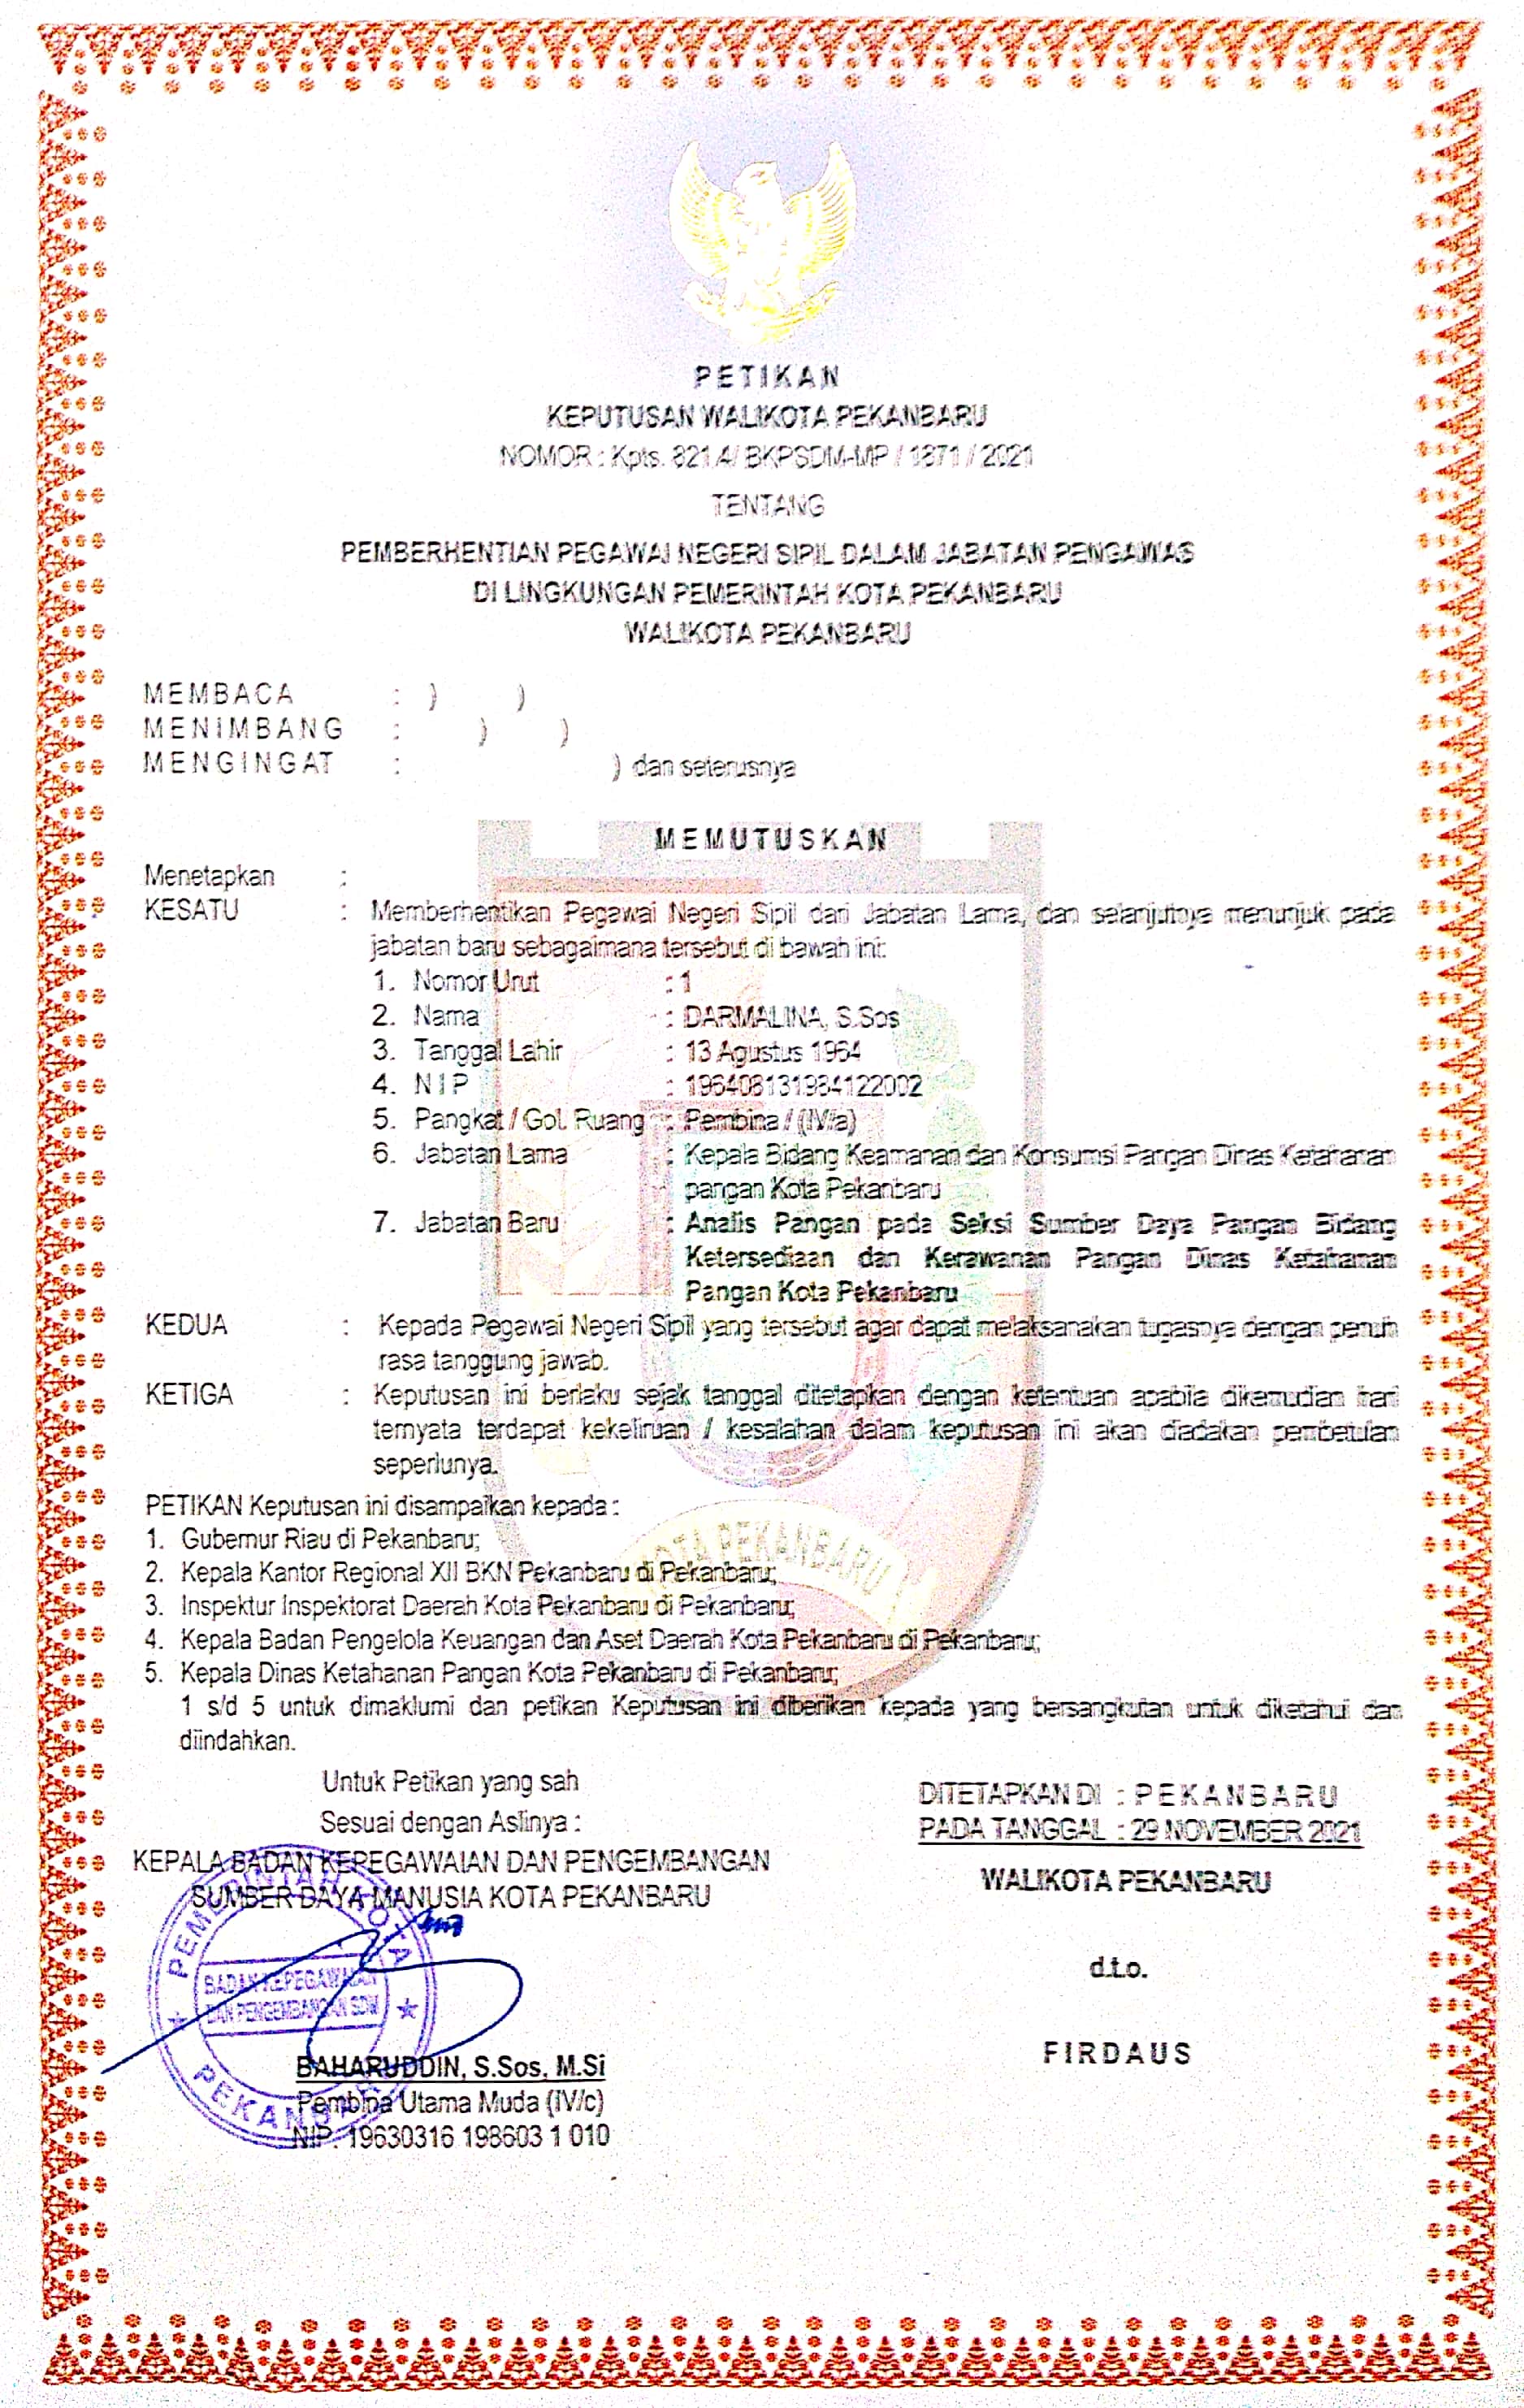 PETIKAN
KEPUTUSAN WALIKOTA PEKANBARU
NOMOR : Kpts. 821.4/ BKPSDM-MP / 1871 / 2021
TENTANG
PEMBERHENTIAN PEGAWAI NEGERI SIPIL DALAM JABATAN PENGAWAS
DI LINGKUNGAN PEMERINTAH KOTA PEKANBARU
WALIKOTA PEKANBARU
MEMBACA : ) )
MENIMBANG : ) )
MENGINGAT : ) dan seterusnya
MEMUTUSKAN
Menetapkan :
KESATU : Memberhentikan Pegawai Negeri Sipil dari Jabatan Lama, dan selanjutnya menunjuk pada
jabatan baru sebagaimana tersebut di bawah ini:
1. Nomor Urut : 1
2. Nama : DARMALINA, S.Sos
3. Tanggal Lahir : 13 Agustus 1964
4. N I P : 196408131984122002
5. Pangkat / Gol. Ruang : Pembina / (IV/a)
6. Jabatan Lama : Kepala Bidang Keamanan dan Konsumsi Pangan Dinas Ketahanan
pangan Kota Pekanbaru
7. Jabatan Baru : Analis Pangan pada Seksi Sumber Daya Pangan Bidang
Ketersediaan dan Kerawanan Pangan Dinas Ketahanan
Pangan Kota Pekanbaru
KEDUA : Kepada Pegawai Negeri Sipil yang tersebut agar dapat melaksanakan tugasnya dengan penuh
rasa tanggung jawab.
KETIGA : Keputusan ini berlaku sejak tanggal ditetapkan dengan ketentuan apabila dikemudian hari
ternyata terdapat kekeliruan / kesalahan dalam keputusan ini akan diadakan pembetulan
seperlunya.
KOTA PEKANBARU
PETIKAN Keputusan ini disampaikan kepada :
1. Gubernur Riau di Pekanbaru;
2. Kepala Kantor Regional XII BKN Pekanbaru di Pekanbaru;
3. Inspektur Inspektorat Daerah Kota Pekanbaru di Pekanbaru;
4. Kepala Badan Pengelola Keuangan dan Aset Daerah Kota Pekanbaru di Pekanbaru;
5. Kepala Dinas Ketahanan Pangan Kota Pekanbaru di Pekanbaru;
1 s/d 5 untuk dimaklumi dan petikan Keputusan ini diberikan kepada yang bersangkutan untuk diketahui dan
diindahkan.
Untuk Petikan yang sah
Sesuai dengan Aslinya :
KEPALA BADAN KEPEGAWAIAN DAN PENGEMBANGAN
SUMBER DAYA MANUSIA KOTA PEKANBARU
PEMERINTAH KOTA
BADAN KEPEGAWAIAN
DAN PENGEMBANGAN SDM
PEKANBARU
BAHARUDDIN, S.Sos, M.Si
Pembina Utama Muda (IV/c)
NIP. 19630316 198603 1 010
DITETAPKAN DI : PEKANBARU
PADA TANGGAL : 29 NOVEMBER 2021
WALIKOTA PEKANBARU
d.t.o.
FIRDAUS